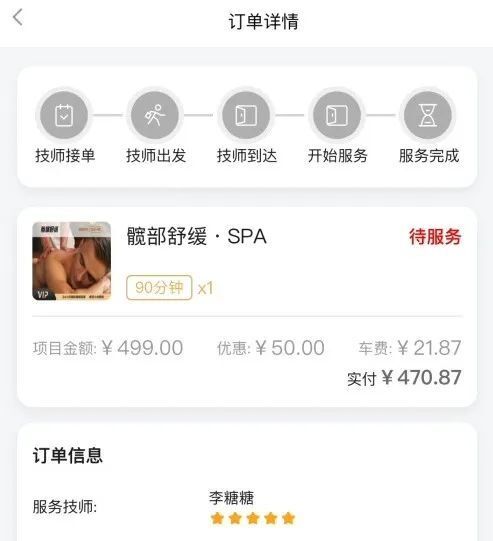 订单详情
技师接单 技师出发 技师到达 开始服务 服务完成
髋部舒缓·SPA 待服务
VIP
90分钟 x1
项目金额:¥499.00 优惠:¥50.00 车费:¥21.87
实付¥470.87
订单信息
李糖糖
服务技师: